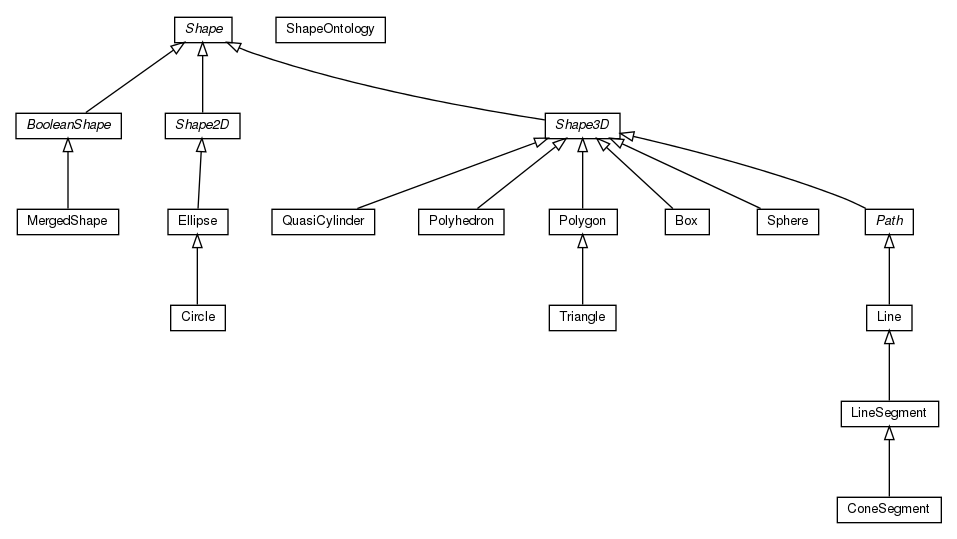 Shape
ShapeOntology
BooleanShape
Shape2D
Shape3D
MergedShape
Ellipse
QuasiCylinder
Polyhedron
Polygon
Box
Sphere
Path
Circle
Triangle
Line
LineSegment
ConeSegment